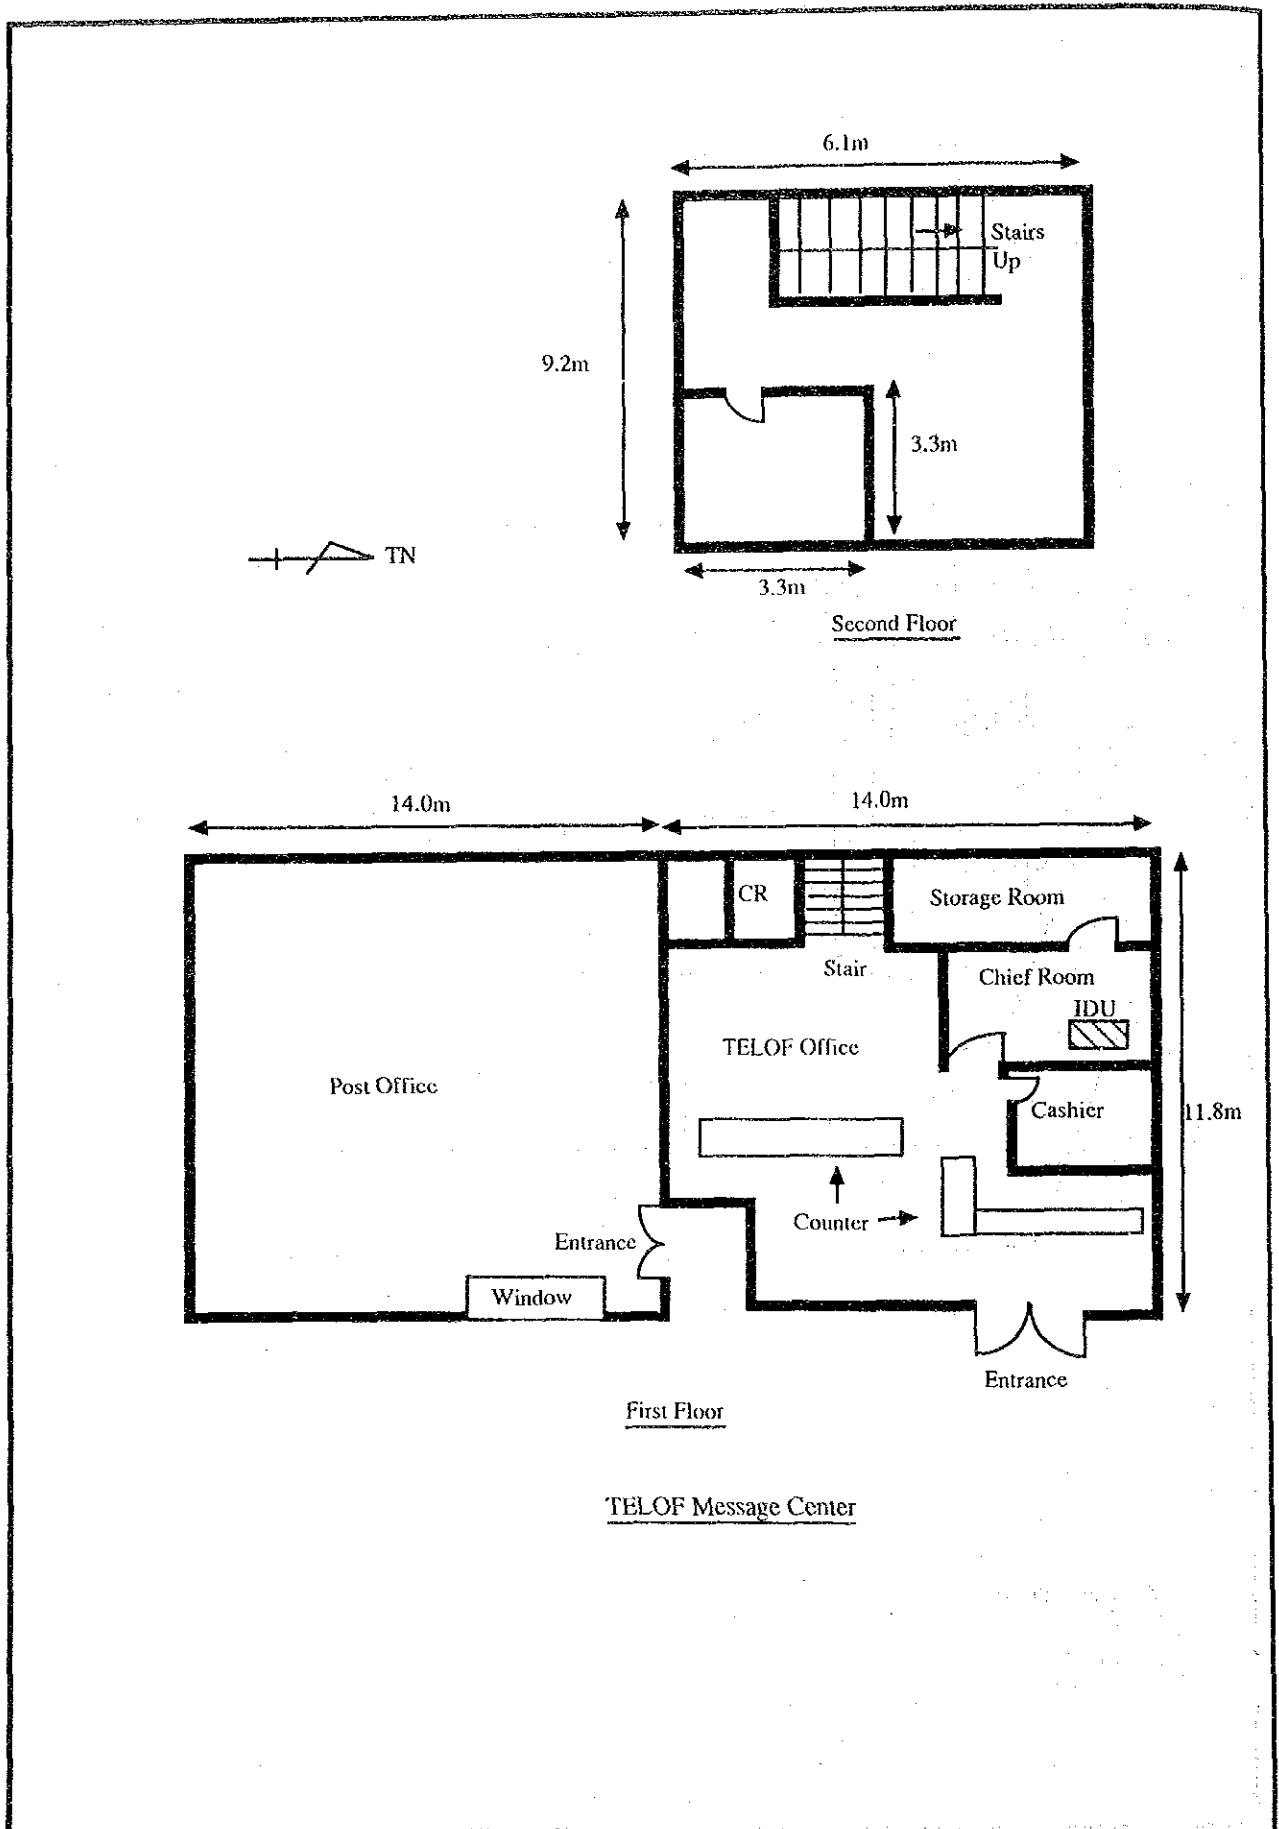 6.1m
Stairs
Up
9.2m
3.3m
TN
3.3m
Second Floor
14.0m
14.0m
CR
Storage Room
Stair
Chief Room
IDU
TELOF Office
Post Office
Cashier
11.8m
Counter
Entrance
Window
Entrance
First Floor
TELOF Message Center